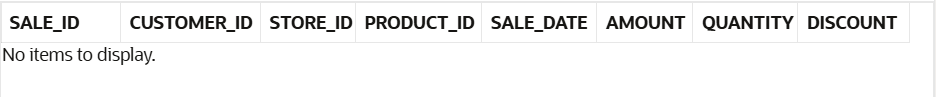 SALE_ID CUSTOMER_ID STORE_ID PRODUCT_ID SALE_DATE AMOUNT QUANTITY DISCOUNT
No items to display.